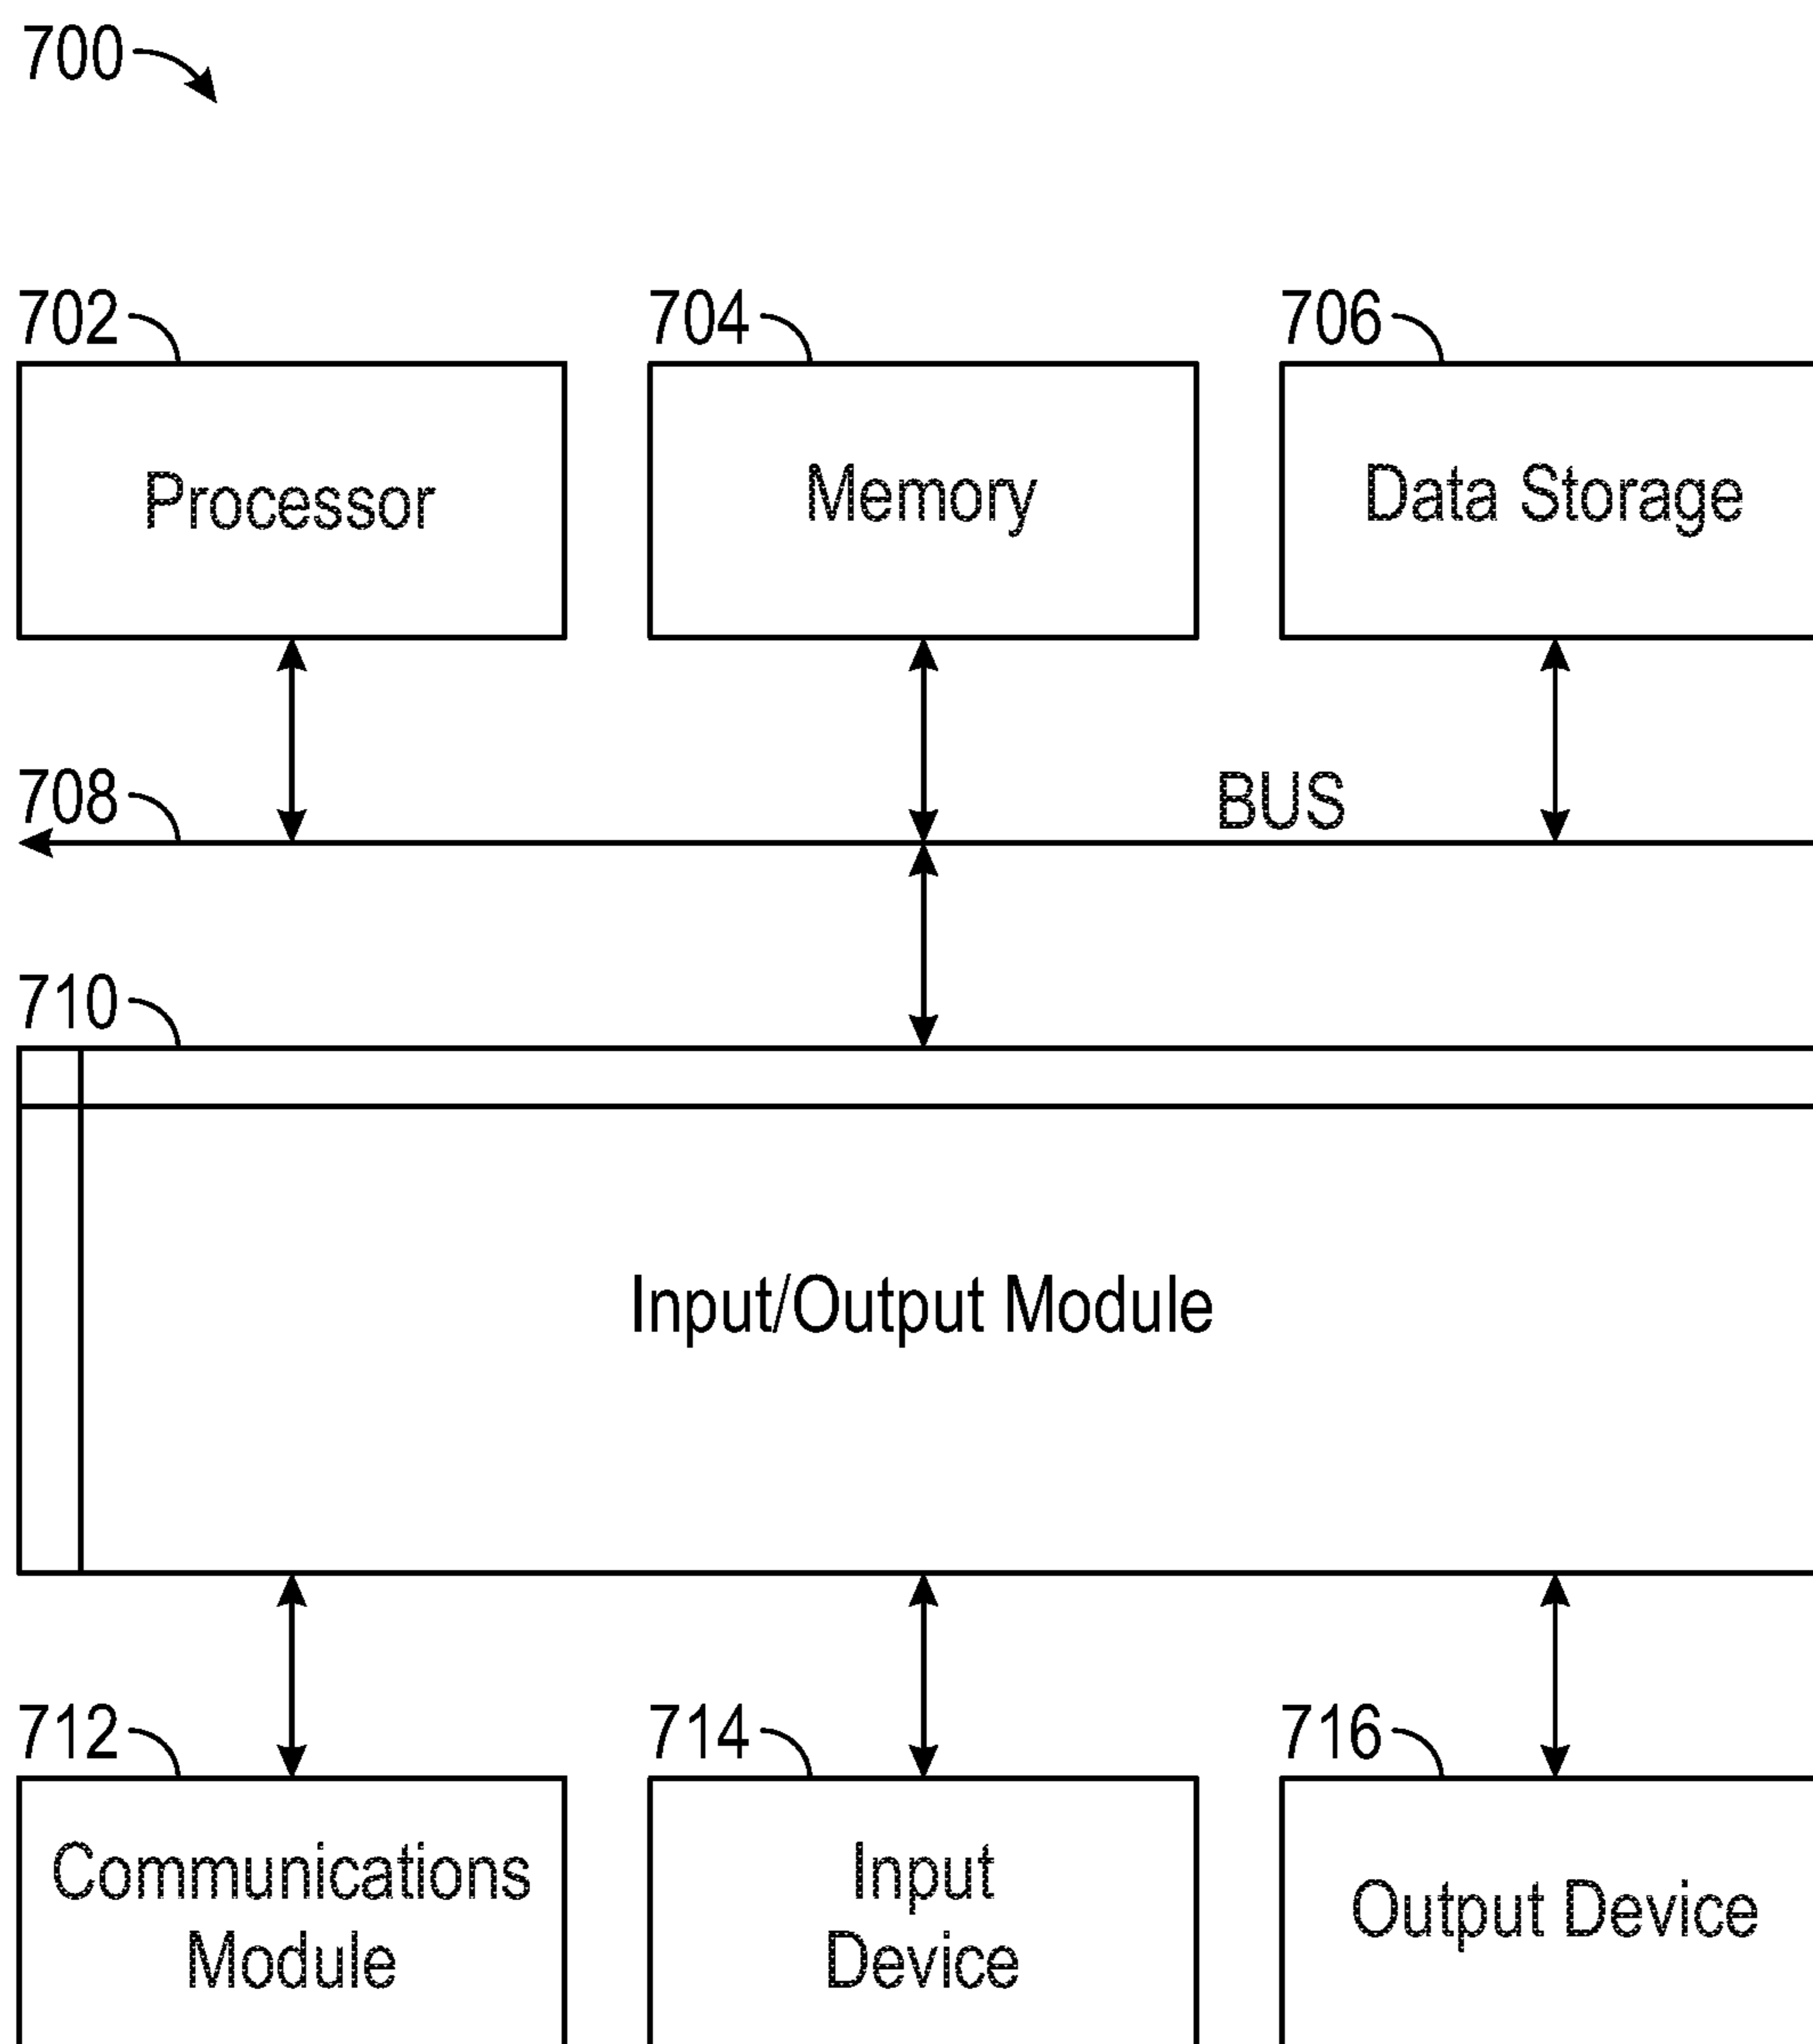 700
702
704
706
Processor
Memory
Data Storage
708
BUS
710
Input/Output Module
712
714
716
Communications
Module
Input
Device
Output Device